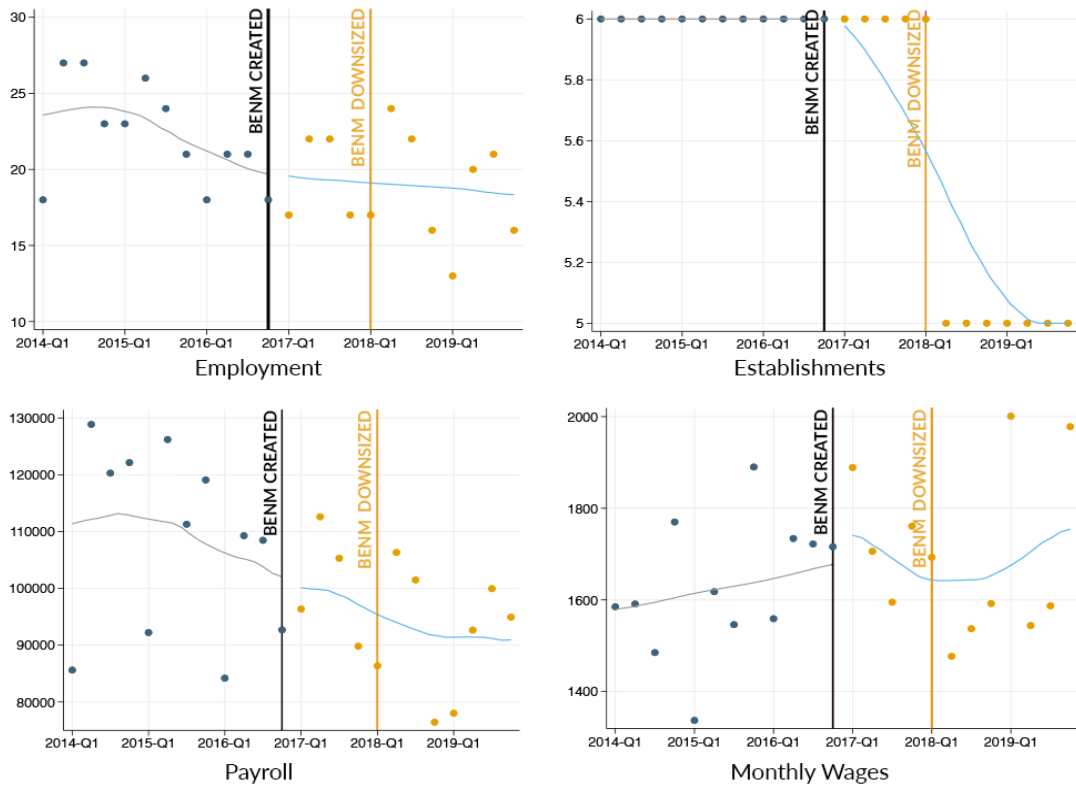 30
25
20
15
10
BENM CREATED
BENM DOWNSIZED
2014-Q1 2015-Q1 2016-Q1 2017-Q1 2018-Q1 2019-Q1
Employment
6
5.8
5.6
5.4
5.2
5
BENM CREATED
BENM DOWNSIZED
2014-Q1 2015-Q1 2016-Q1 2017-Q1 2018-Q1 2019-Q1
Establishments
130000
120000
110000
100000
90000
80000
BENM CREATED
BENM DOWNSIZED
2014-Q1 2015-Q1 2016-Q1 2017-Q1 2018-Q1 2019-Q1
Payroll
2000
1800
1600
1400
BENM CREATED
BENM DOWNSIZED
2014-Q1 2015-Q1 2016-Q1 2017-Q1 2018-Q1 2019-Q1
Monthly Wages